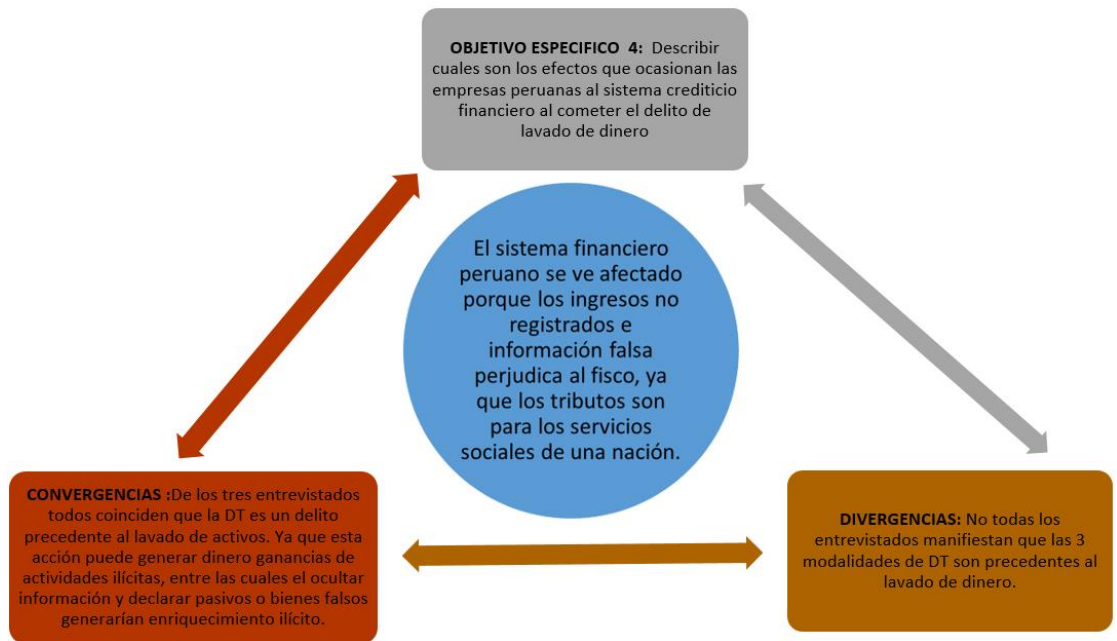 OBJETIVO ESPECIFICO 4: Describir
cuales son los efectos que ocasionan las
empresas peruanas al sistema crediticio
financiero al cometer el delito de
lavado de dinero
El sistema financiero
peruano se ve afectado
porque los ingresos no
registrados e
información falsa
perjudica al fisco, ya
que los tributos son
para los servicios
sociales de una nación.
CONVERGENCIAS :De los tres entrevistados
todos coinciden que la DT es un delito
precedente al lavado de activos. Ya que esta
acción puede generar dinero ganancias de
actividades ilícitas, entre las cuales el ocultar
información y declarar pasivos o bienes falsos
generarían enriquecimiento ilícito.
DIVERGENCIAS: No todas los
entrevistados manifiestan que las 3
modalidades de DT son precedentes al
lavado de dinero.